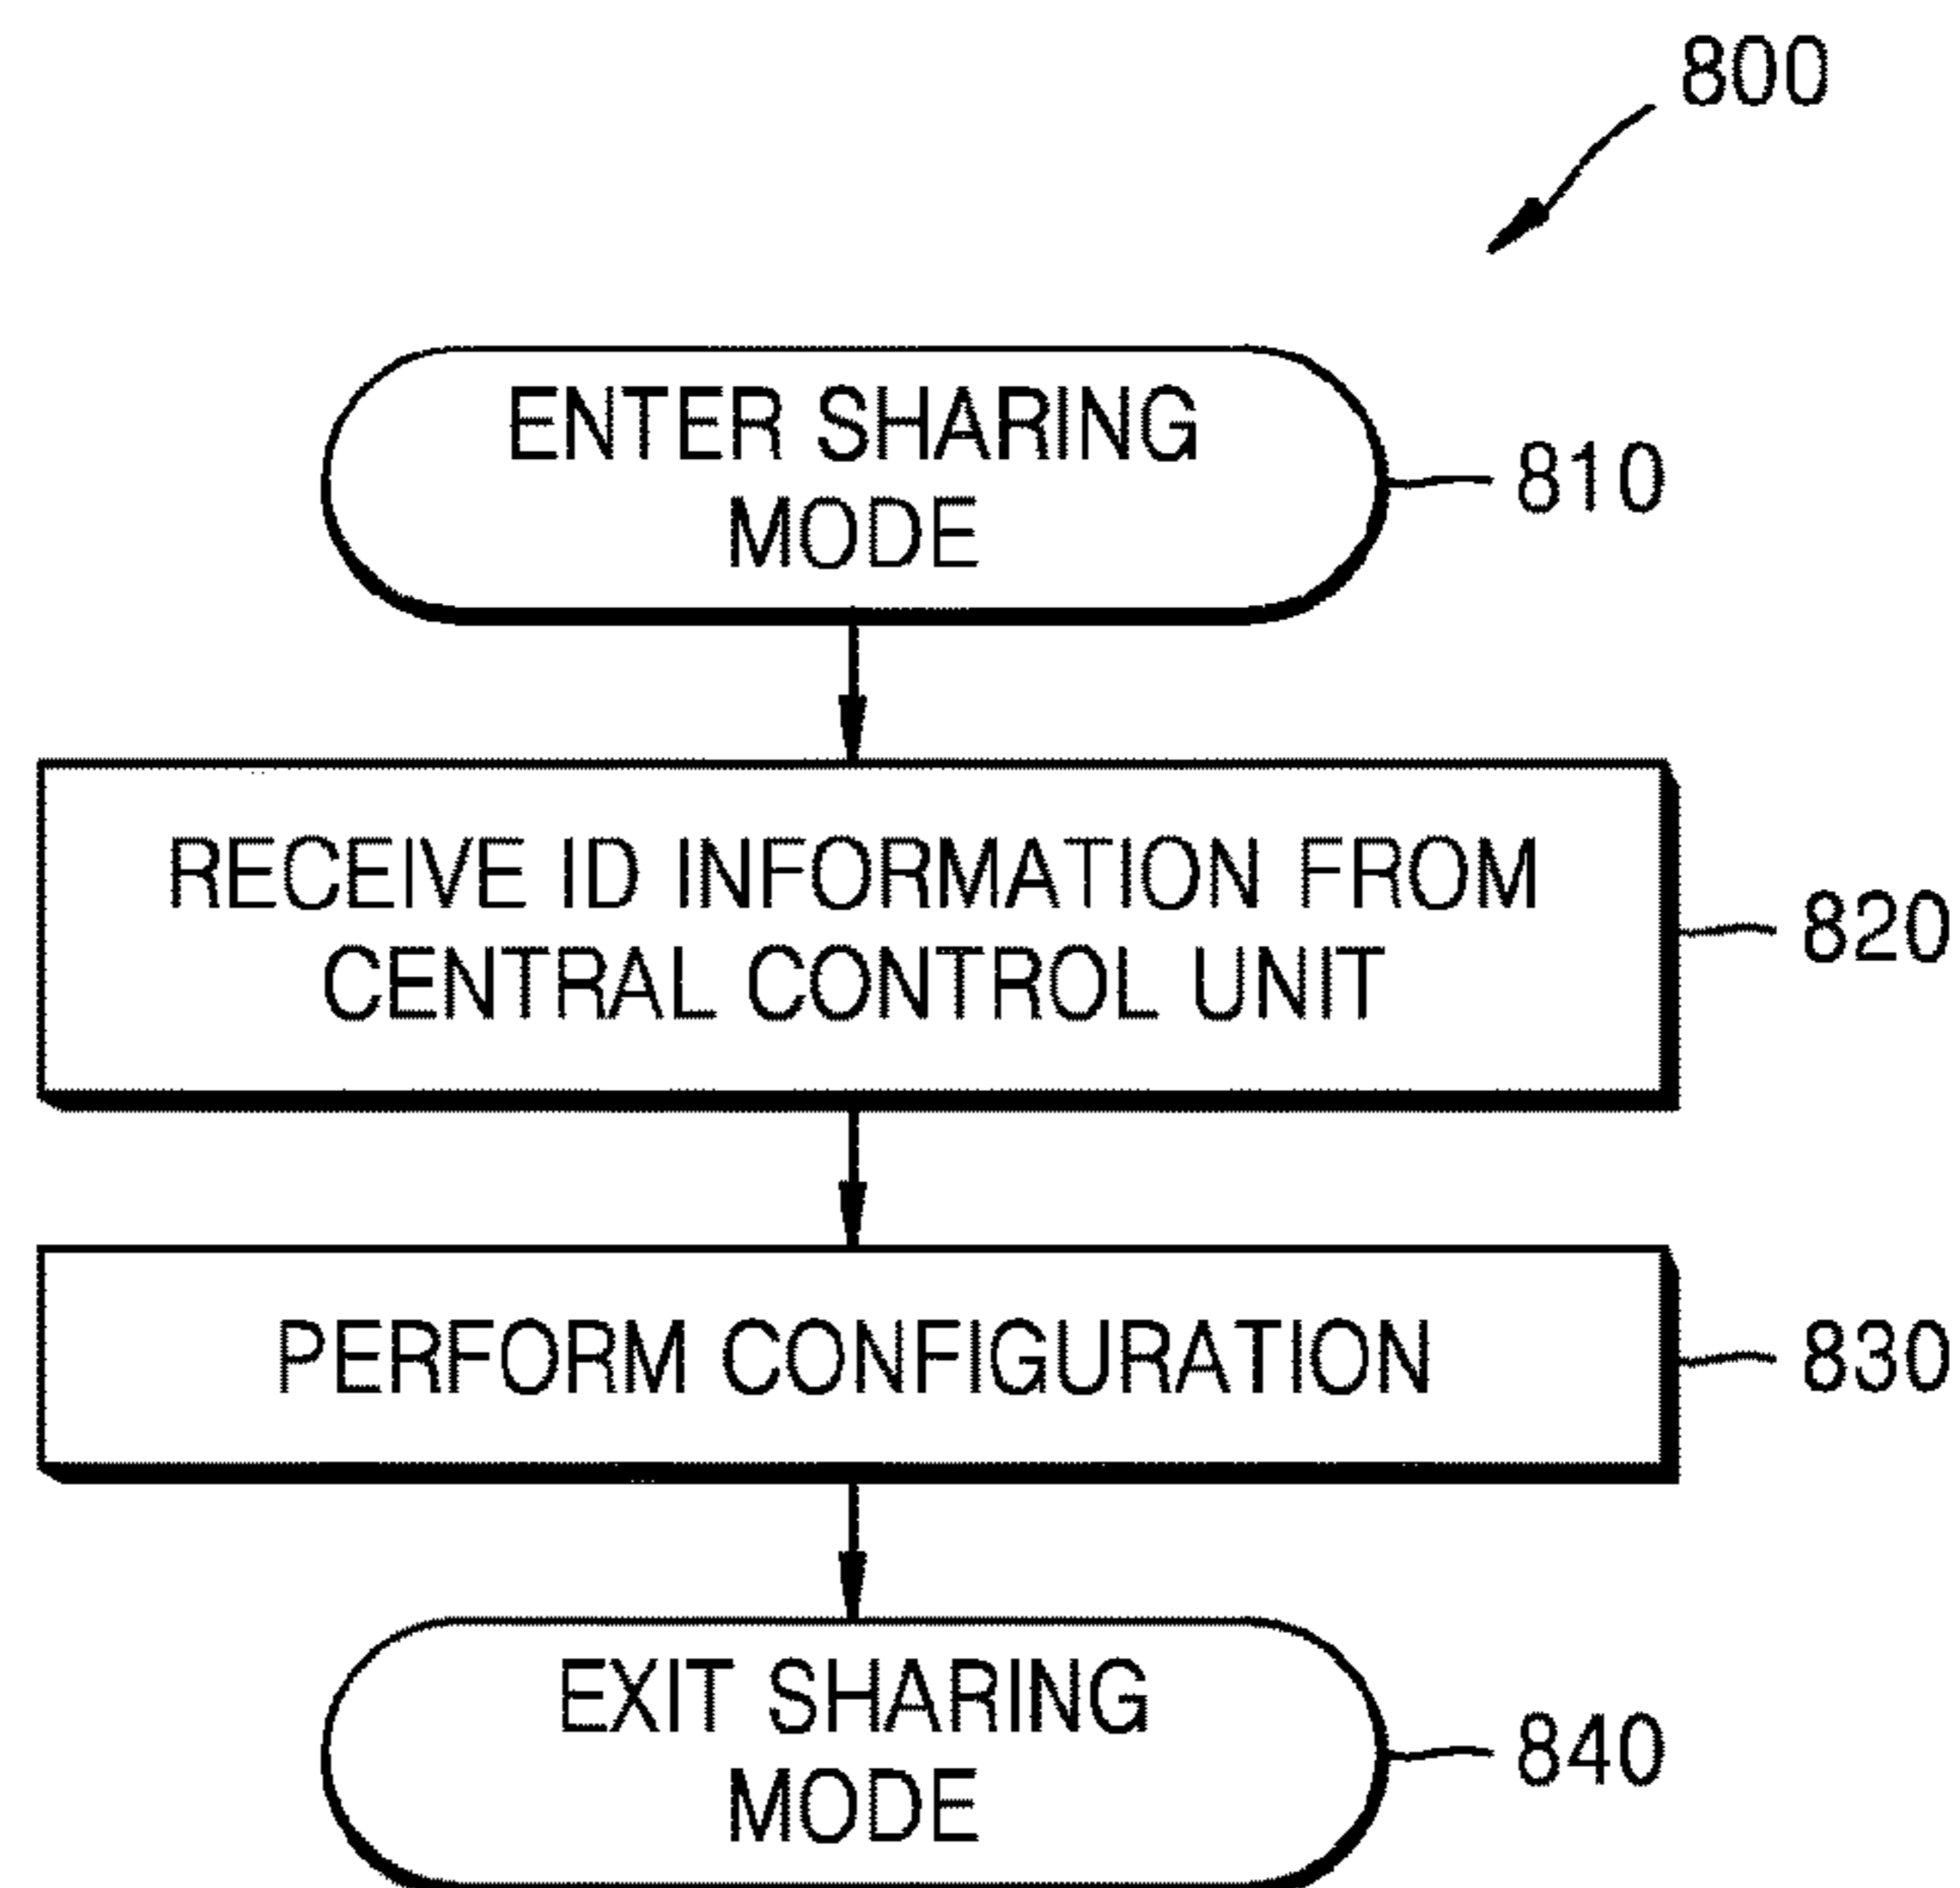 800
ENTER SHARING
MODE
810
RECEIVE ID INFORMATION FROM
CENTRAL CONTROL UNIT
820
PERFORM CONFIGURATION
830
EXIT SHARING
MODE
840